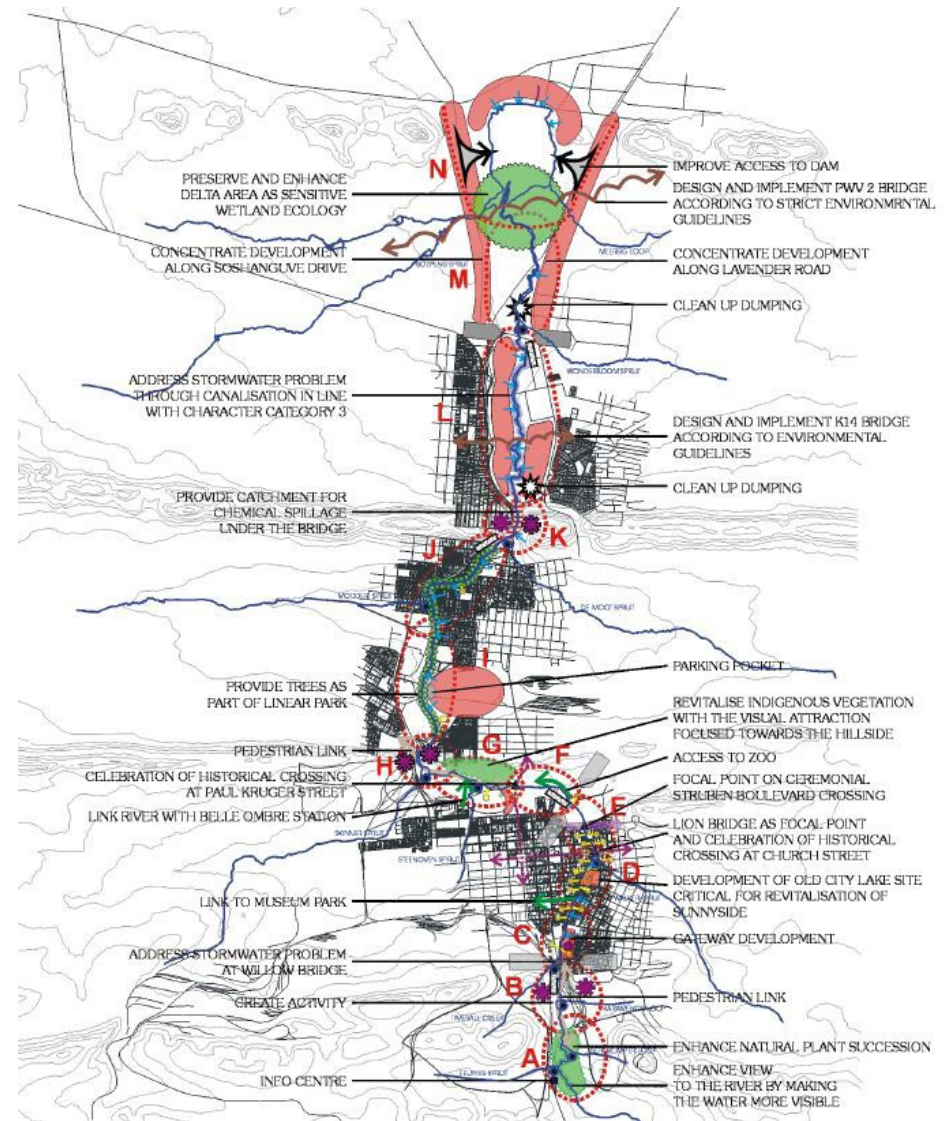 N
IMPROVE ACCESS TO DAM
PRESERVE AND ENHANCE
DELTA AREA AS SENSITIVE
WETLAND ECOLOGY
DESIGN AND IMPLEMENT PWV 2 BRIDGE
ACCORDING TO STRICT ENVIRONMRNTAL
GUIDELINES
CONCENTRATE DEVELOPMENT
ALONG SOSHANGUVE DRIVE
CONCENTRATE DEVELOPMENT
ALONG LAVENDER ROAD
M
CLEAN UP DUMPING
WONDERBOOMSPRUIT
ADDRESS STORMWATER PROBLEM
THROUGH CANALISATION IN LINE
WITH CHARACTER CATEGORY 3
L
DESIGN AND IMPLEMENT K14 BRIDGE
ACCORDING TO ENVIRONMENTAL
GUIDELINES
CLEAN UP DUMPING
PROVIDE CATCHMENT FOR
CHEMICAL SPILLAGE
UNDER THE BRIDGE
K
J
DE MOOT SPRUIT
I
PARKING POCKET
PROVIDE TREES AS
PART OF LINEAR PARK
REVITALISE INDIGENOUS VEGETATION
WITH THE VISUAL ATTRACTION
FOCUSED TOWARDS THE HILLSIDE
G
F
PEDESTRIAN LINK
H
ACCESS TO ZOO
CELEBRATION OF HISTORICAL CROSSING
AT PAUL KRUGER STREET
FOCAL POINT ON CEREMONIAL
STRUBEN BOULEVARD CROSSING
E
LINK RIVER WITH BELLE OMBRE STATION
LION BRIDGE AS FOCAL POINT
AND CELEBRATION OF HISTORICAL
CROSSING AT CHURCH STREET
SKINNER SPRUIT
STEENOVEN SPRUIT
D
DEVELOPMENT OF OLD CITY LAKE SITE
CRITICAL FOR REVITALISATION OF
SUNNYSIDE
LINK TO MUSEUM PARK
C
GATEWAY DEVELOPMENT
ADDRESS STORMWATER PROBLEM
AT WILLOW BRIDGE
B
CREATE ACTIVITY
PEDESTRIAN LINK
A
ENHANCE NATURAL PLANT SUCCESSION
INFO CENTRE
ENHANCE VIEW
TO THE RIVER BY MAKING
THE WATER MORE VISIBLE